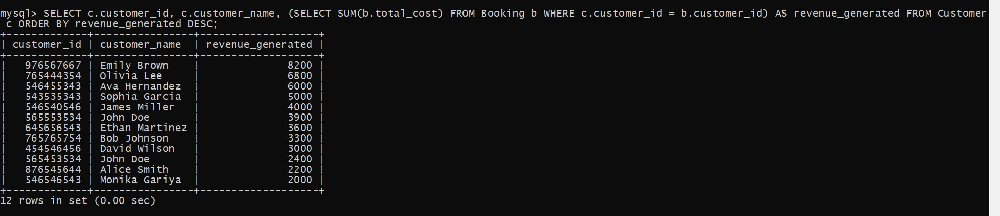 mysql> SELECT c.customer_id, c.customer_name, (SELECT SUM(b.total_cost) FROM Booking b WHERE c.customer_id = b.customer_id) AS revenue_generated FROM Customer
 c ORDER BY revenue_generated DESC;
+-------------+----------------+-------------------+
| customer_id | customer_name  | revenue_generated |
+-------------+----------------+-------------------+
|   976567667 | Emily Brown    |              8200 |
|   765444354 | Olivia Lee     |              6800 |
|   546455343 | Ava Hernandez  |              6000 |
|   543535343 | Sophia Garcia  |              5000 |
|   546540546 | James Miller   |              4000 |
|   565553534 | John Doe       |              3900 |
|   645656543 | Ethan Martinez |              3600 |
|   765765754 | Bob Johnson    |              3300 |
|   454546456 | David Wilson   |              3000 |
|   565453534 | John Doe       |              2400 |
|   876545644 | Alice Smith    |              2200 |
|   546546543 | Monika Gariya  |              2000 |
+-------------+----------------+-------------------+
12 rows in set (0.00 sec)